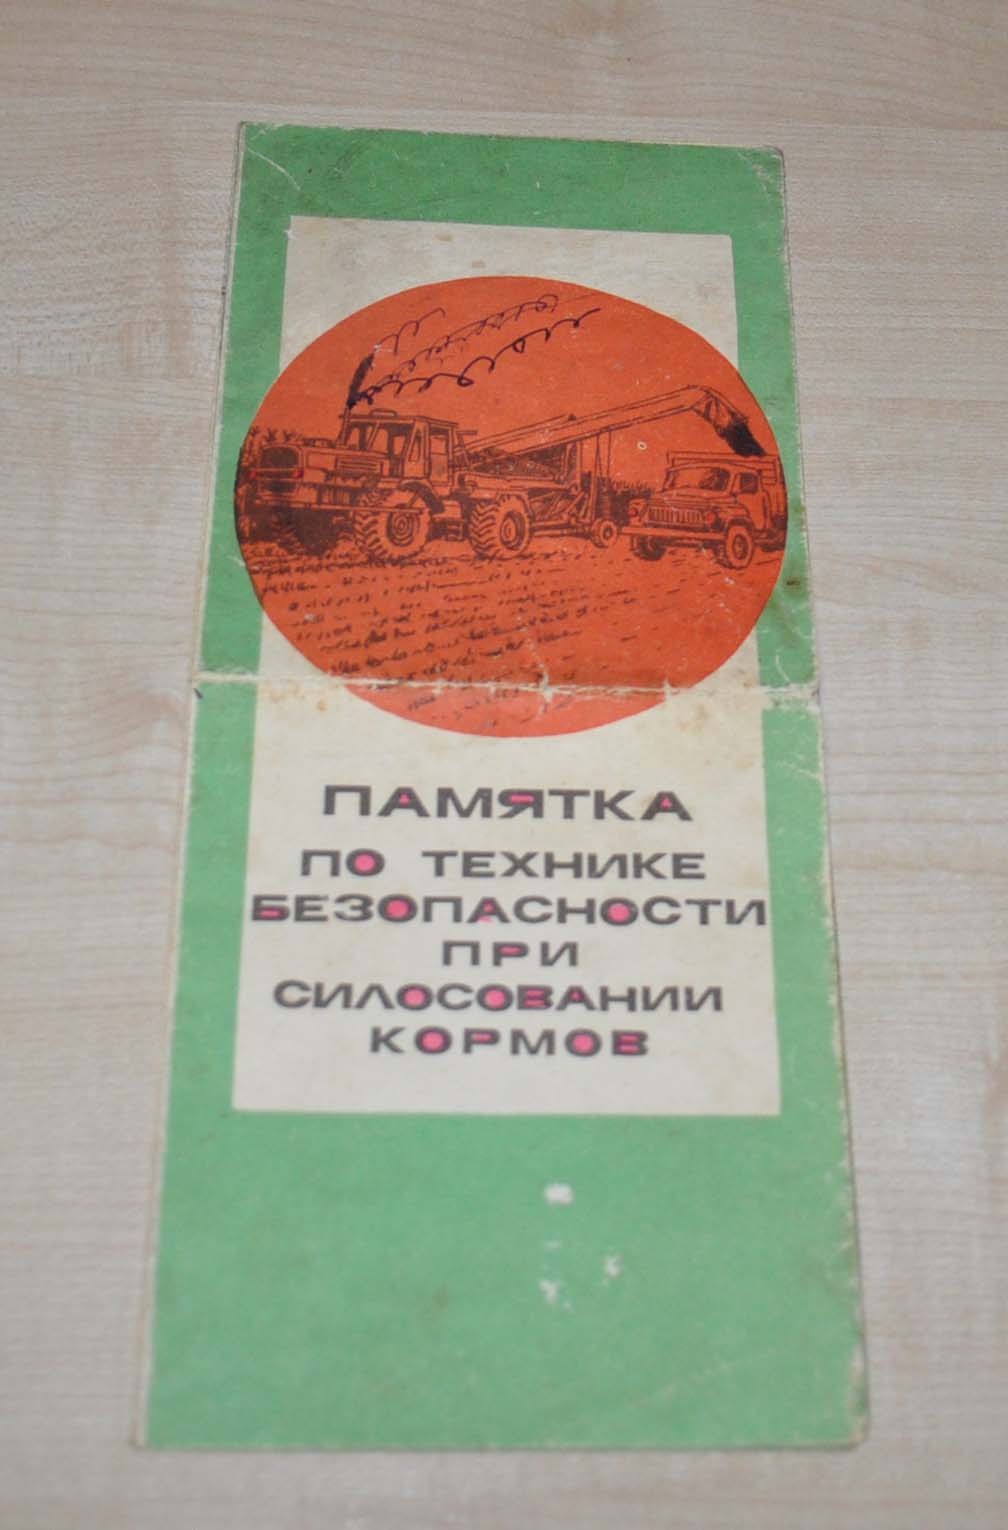 ПАМЯТКА
ПО ТЕХНИКЕ
БЕЗОПАСНОСТИ
ПРИ
СИЛОСОВАНИИ
КОРМОВ